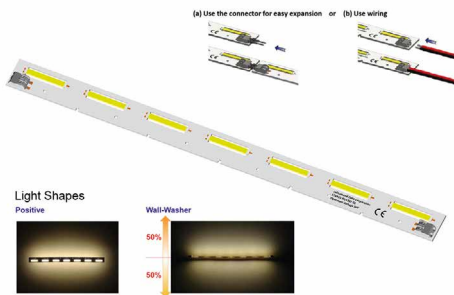 (a) Use the connector for easy expansion or (b) Use wiring
CE
Light Shapes
Positive
Wall-Washer
50%
50%